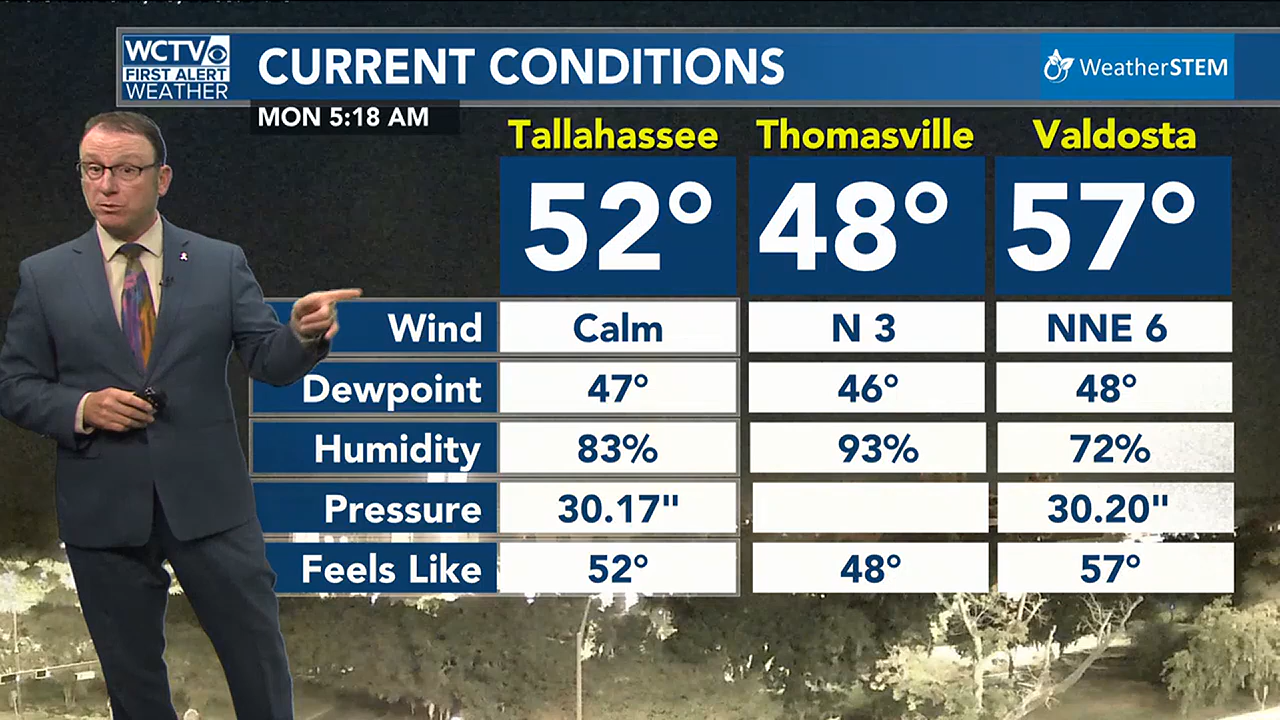 WCTV
FIRST ALERT
WEATHER
CURRENT CONDITIONS
WeatherSTEM
MON 5:18 AM
Tallahassee Thomasville Valdosta
52° 48° 57°
Wind Calm N 3 NNE 6
Dewpoint 47° 46° 48°
Humidity 83% 93% 72%
Pressure 30.17" 30.20"
Feels Like 52° 48° 57°